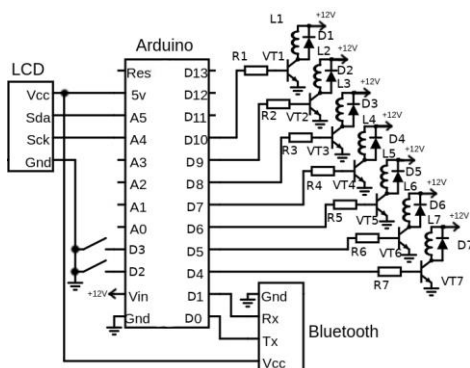 L1
+12V
Arduino
D1
L2
+12V
LCD
Res
D13
R1
VT1
D2
L3
+12V
Vcc
5v
D12
R2
VT2
D3
L4
+12V
Sda
A5
D11
Sck
A4
D10
R3
VT3
D4
L5
+12V
Gnd
A3
D9
R4
VT4
D5
L6
+12V
A2
D8
A1
D7
R5
VT5
D6
L7
+12V
A0
D6
D3
D5
R6
VT6
D7
D2
D4
R7
VT7
+12V
Vin
D1
Gnd
Gnd
D0
Rx
Tx
Bluetooth
Vcc